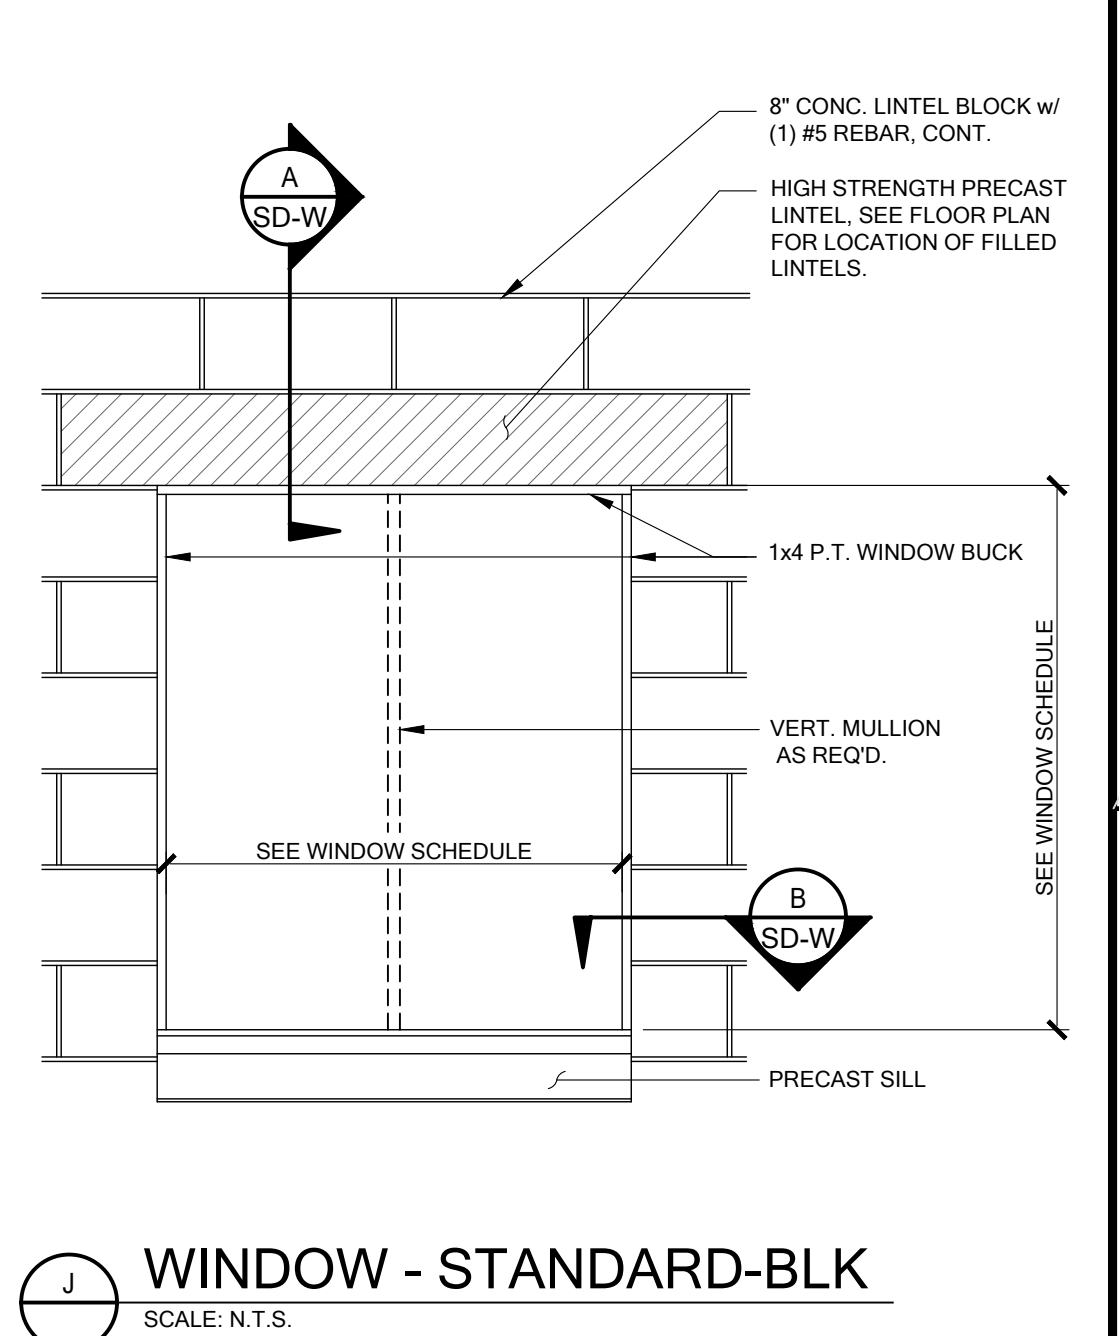 8" CONC. LINTEL BLOCK w/
(1) #5 REBAR, CONT.
HIGH STRENGTH PRECAST
LINTEL, SEE FLOOR PLAN
FOR LOCATION OF FILLED
LINTELS.
A
SD-W
1x4 P.T. WINDOW BUCK
VERT. MULLION
AS REQ'D.
SEE WINDOW SCHEDULE
SEE WINDOW SCHEDULE
B
SD-W
PRECAST SILL
J
WINDOW - STANDARD-BLK
SCALE: N.T.S.